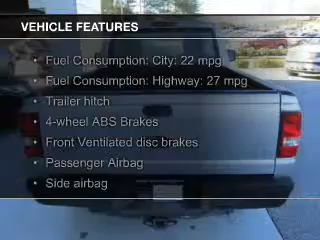 VEHICLE FEATURES
• Fuel Consumption: City: 22 mpg
• Fuel Consumption: Highway: 27 mpg
• Trailer hitch
• 4-wheel ABS Brakes
• Front Ventilated disc brakes
• Passenger Airbag
• Side airbag